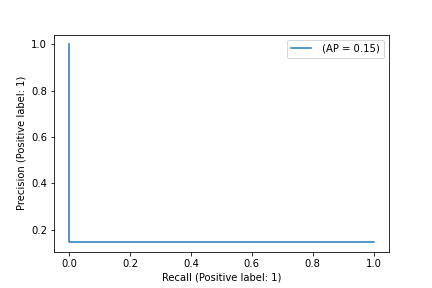 (AP = 0.15)
1.0
0.8
0.6
0.4
0.2
Precision (Positive label: 1)
0.0 0.2 0.4 0.6 0.8 1.0
Recall (Positive label: 1)